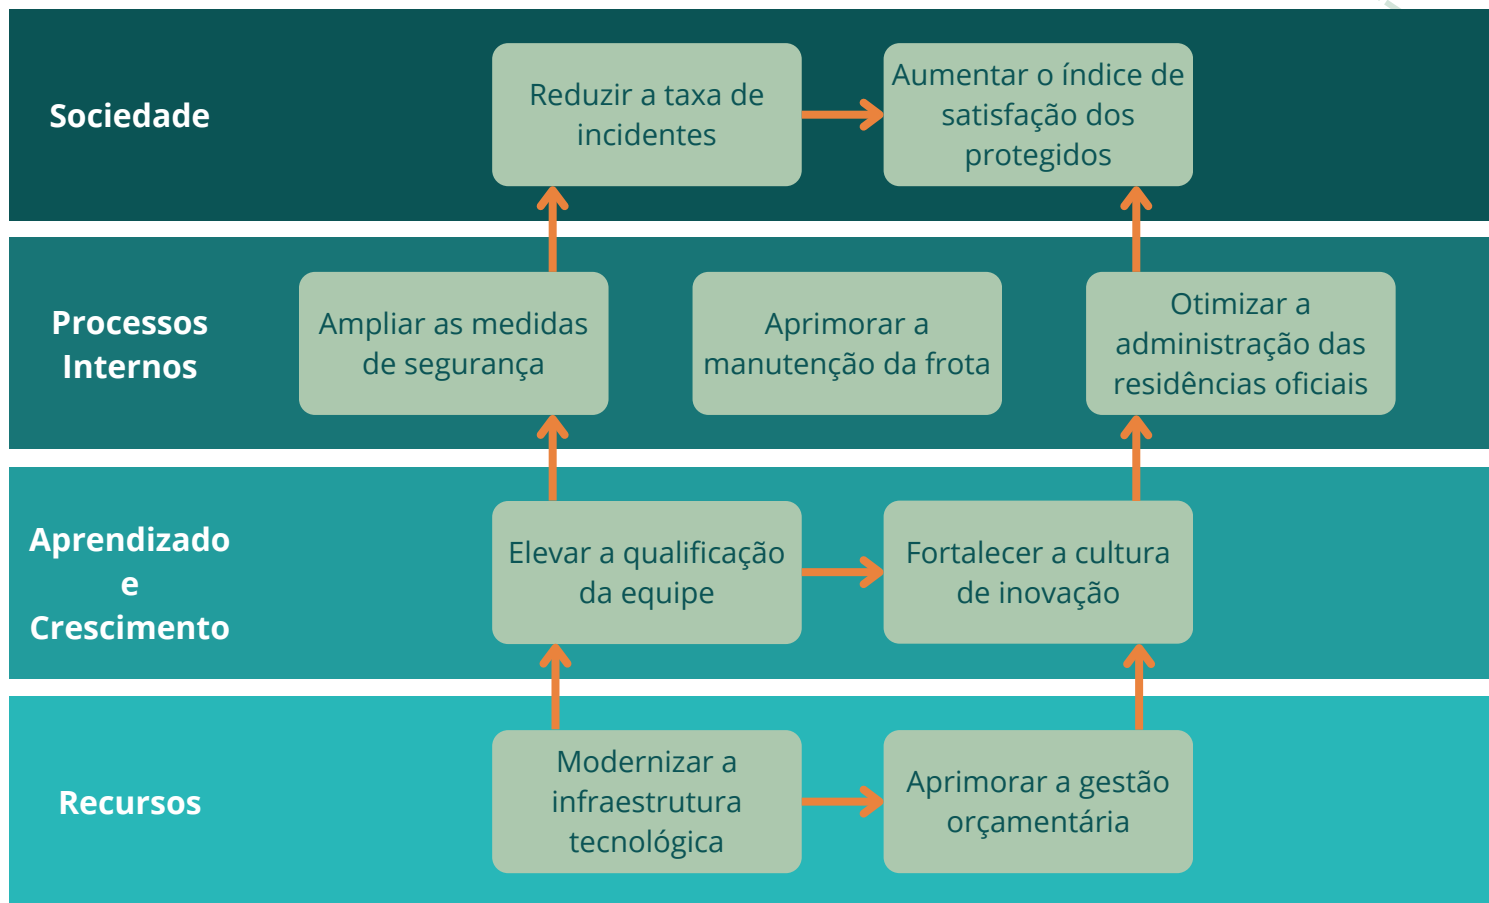 Sociedade
Reduzir a taxa de
incidentes
Aumentar o índice de
satisfação dos
protegidos
Processos
Internos
Ampliar as medidas
de segurança
Aprimorar a
manutenção da frota
Otimizar a
administração das
residências oficiais
Aprendizado
e
Crescimento
Elevar a qualificação
da equipe
Fortalecer a cultura
de inovação
Recursos
Modernizar a
infraestrutura
tecnológica
Aprimorar a gestão
orçamentária